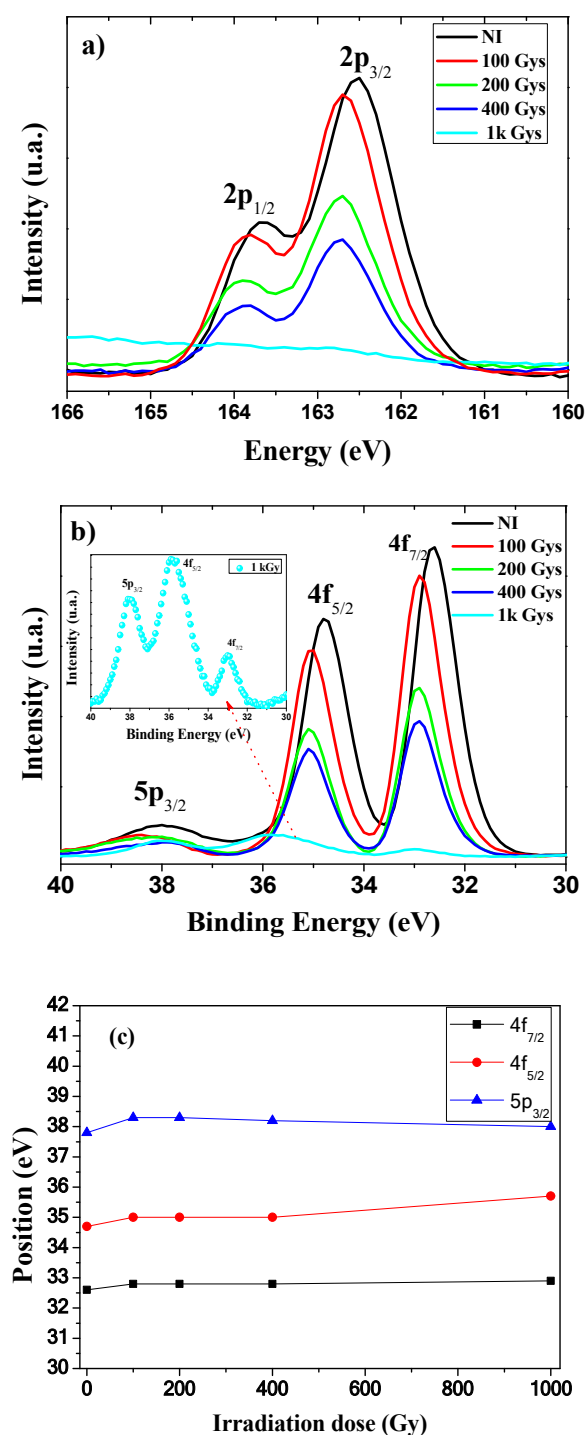 a)
NI
100 Gys
200 Gys
400 Gys
1k Gys
2p3/2
2p1/2
Intensity (u.a.)
166 165 164 163 162 161 160
Energy (eV)
b)
NI
100 Gys
200 Gys
400 Gys
1k Gys
4f7/2
4f5/2
5p3/2
1 kGy
5p3/2
4f5/2
4f7/2
Intensity (u.a.)
40 38 36 34 32 30
Binding Energy (eV)
Intensity (u.a.)
40 38 36 34 32 30
Binding Energy (eV)
(c)
4f7/2
4f5/2
5p3/2
42
41
40
39
38
37
36
35
34
33
32
31
30
Position (eV)
0 200 400 600 800 1000
Irradiation dose (Gy)